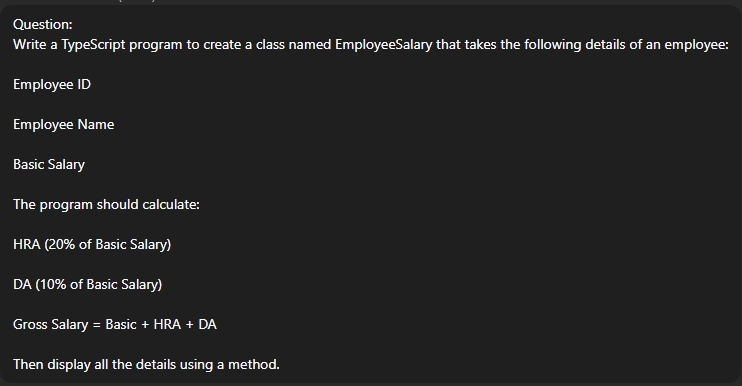 Question:
Write a TypeScript program to create a class named EmployeeSalary that takes the following details of an employee:
Employee ID
Employee Name
Basic Salary
The program should calculate:
HRA (20% of Basic Salary)
DA (10% of Basic Salary)
Gross Salary = Basic + HRA + DA
Then display all the details using a method.